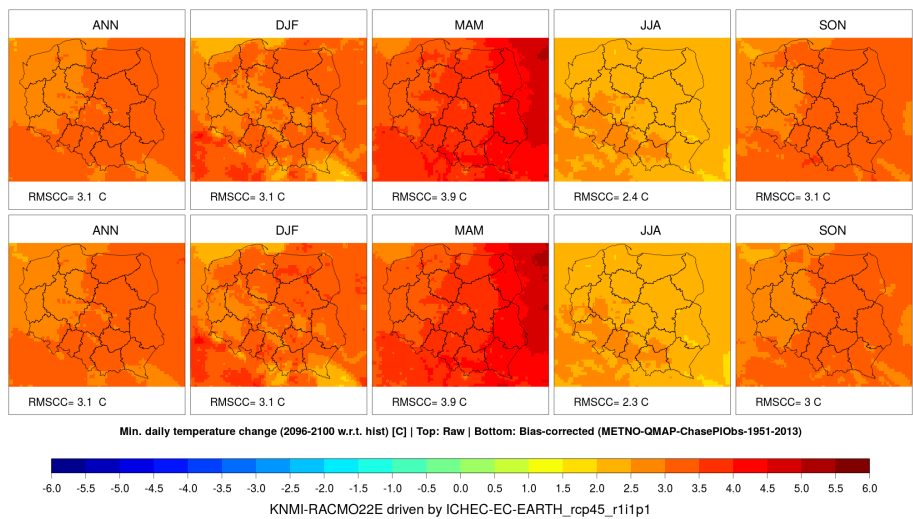 ANN DJF MAM JJA SON
RMSCC= 3.1 C RMSCC= 3.1 C RMSCC= 3.9 C RMSCC= 2.4 C RMSCC= 3.1 C
ANN DJF MAM JJA SON
RMSCC= 3.1 C RMSCC= 3.1 C RMSCC= 3.9 C RMSCC= 2.3 C RMSCC= 3 C
Min. daily temperature change (2096-2100 w.r.t. hist) [C] | Top: Raw | Bottom: Bias-corrected (METNO-QMAP-ChasePlObs-1951-2013)
-6.0 -5.5 -5.0 -4.5 -4.0 -3.5 -3.0 -2.5 -2.0 -1.5 -1.0 -0.5 0.0 0.5 1.0 1.5 2.0 2.5 3.0 3.5 4.0 4.5 5.0 5.5 6.0
KNMI-RACMO22E driven by ICHEC-EC-EARTH_rcp45_r1i1p1